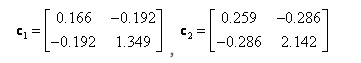 c₁ = [ 0.166 −0.192 ; −0.192 1.349 ] , c₂ = [ 0.259 −0.286 ; −0.286 2.142 ]